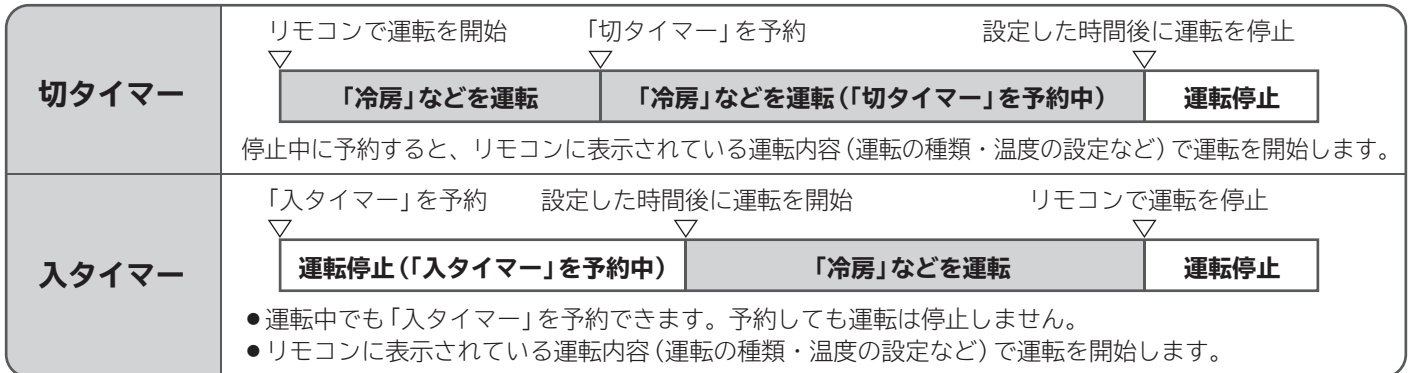 切タイマー
リモコンで運転を開始 「切タイマー」を予約 設定した時間後に運転を停止
「冷房」などを運転 「冷房」などを運転(「切タイマー」を予約中) 運転停止
停止中に予約すると、リモコンに表示されている運転内容(運転の種類・温度の設定など)で運転を開始します。
入タイマー
「入タイマー」を予約 設定した時間後に運転を開始 リモコンで運転を停止
運転停止(「入タイマー」を予約中) 「冷房」などを運転 運転停止
●運転中でも「入タイマー」を予約できます。予約しても運転は停止しません。
●リモコンに表示されている運転内容(運転の種類・温度の設定など)で運転を開始します。